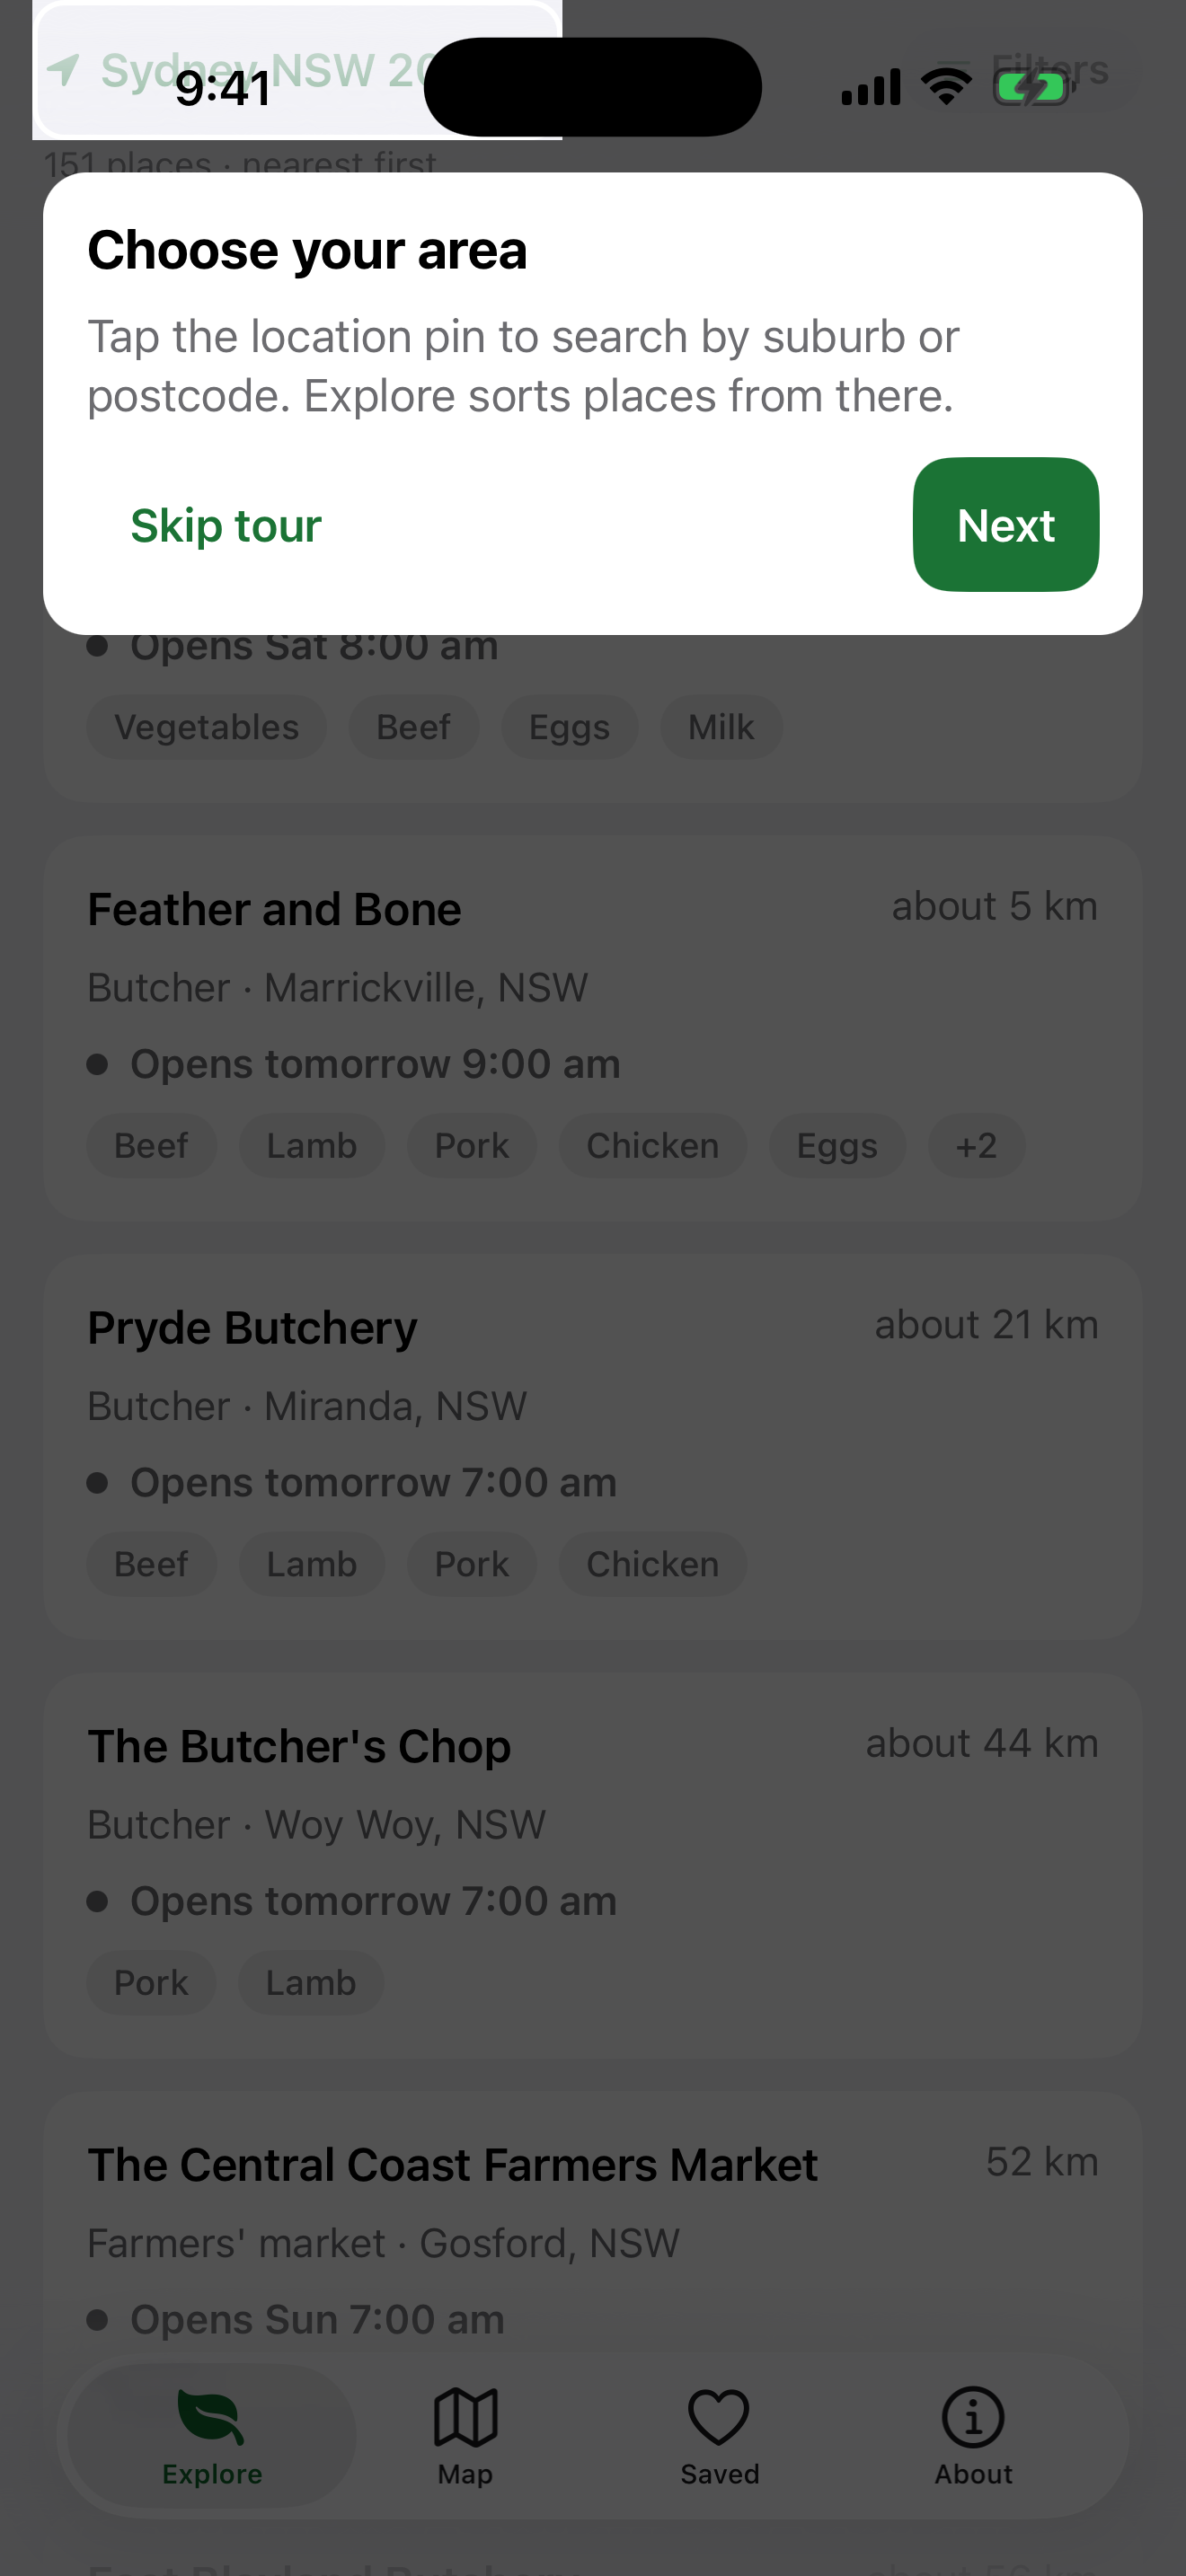 Sydney NSW 20
9:41
Filters
151 places · nearest first
Choose your area
Tap the location pin to search by suburb or
postcode. Explore sorts places from there.
Skip tour
Next
Opens Sat 8:00 am
Vegetables Beef Eggs Milk
Feather and Bone about 5 km
Butcher · Marrickville, NSW
Opens tomorrow 9:00 am
Beef Lamb Pork Chicken Eggs +2
Pryde Butchery about 21 km
Butcher · Miranda, NSW
Opens tomorrow 7:00 am
Beef Lamb Pork Chicken
The Butcher's Chop about 44 km
Butcher · Woy Woy, NSW
Opens tomorrow 7:00 am
Pork Lamb
The Central Coast Farmers Market 52 km
Farmers' market · Gosford, NSW
Opens Sun 7:00 am
Explore Map Saved About